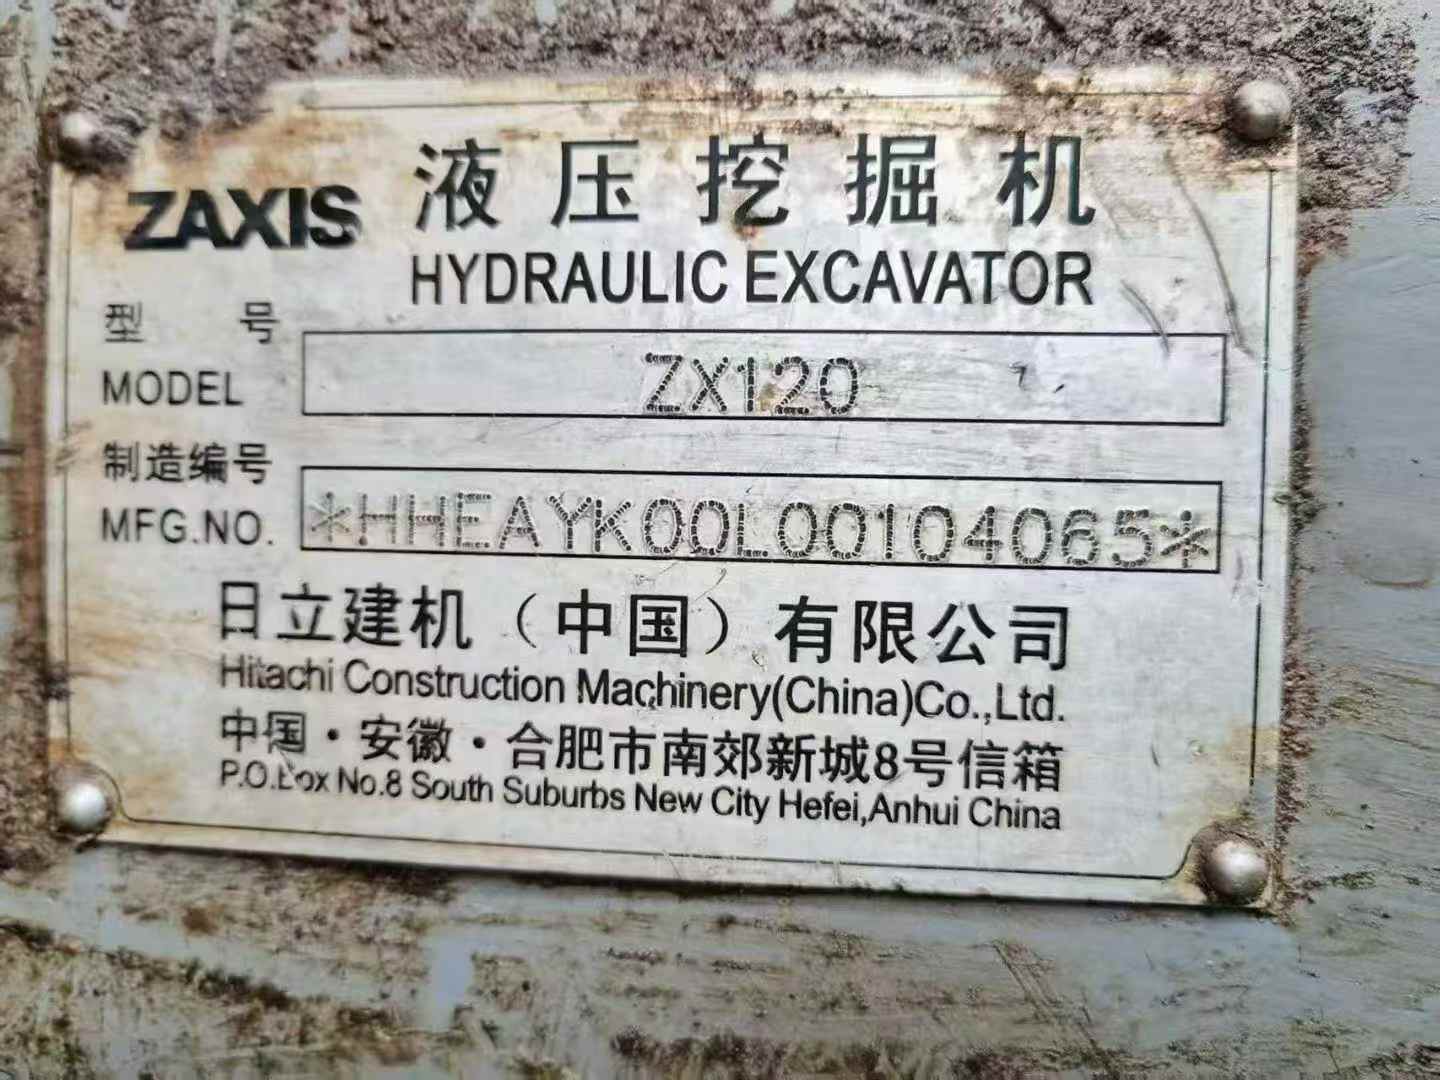 ZAXIS 液压挖掘机
HYDRAULIC EXCAVATOR
型号
MODEL ZX120
制造编号
MFG.NO. *HHEAYK00L00104065*
日立建机（中国）有限公司
Hitachi Construction Machinery(China)Co.,Ltd.
中国·安徽·合肥市南郊新城8号信箱
P.O.Box No.8 South Suburbs New City Hefei,Anhui China